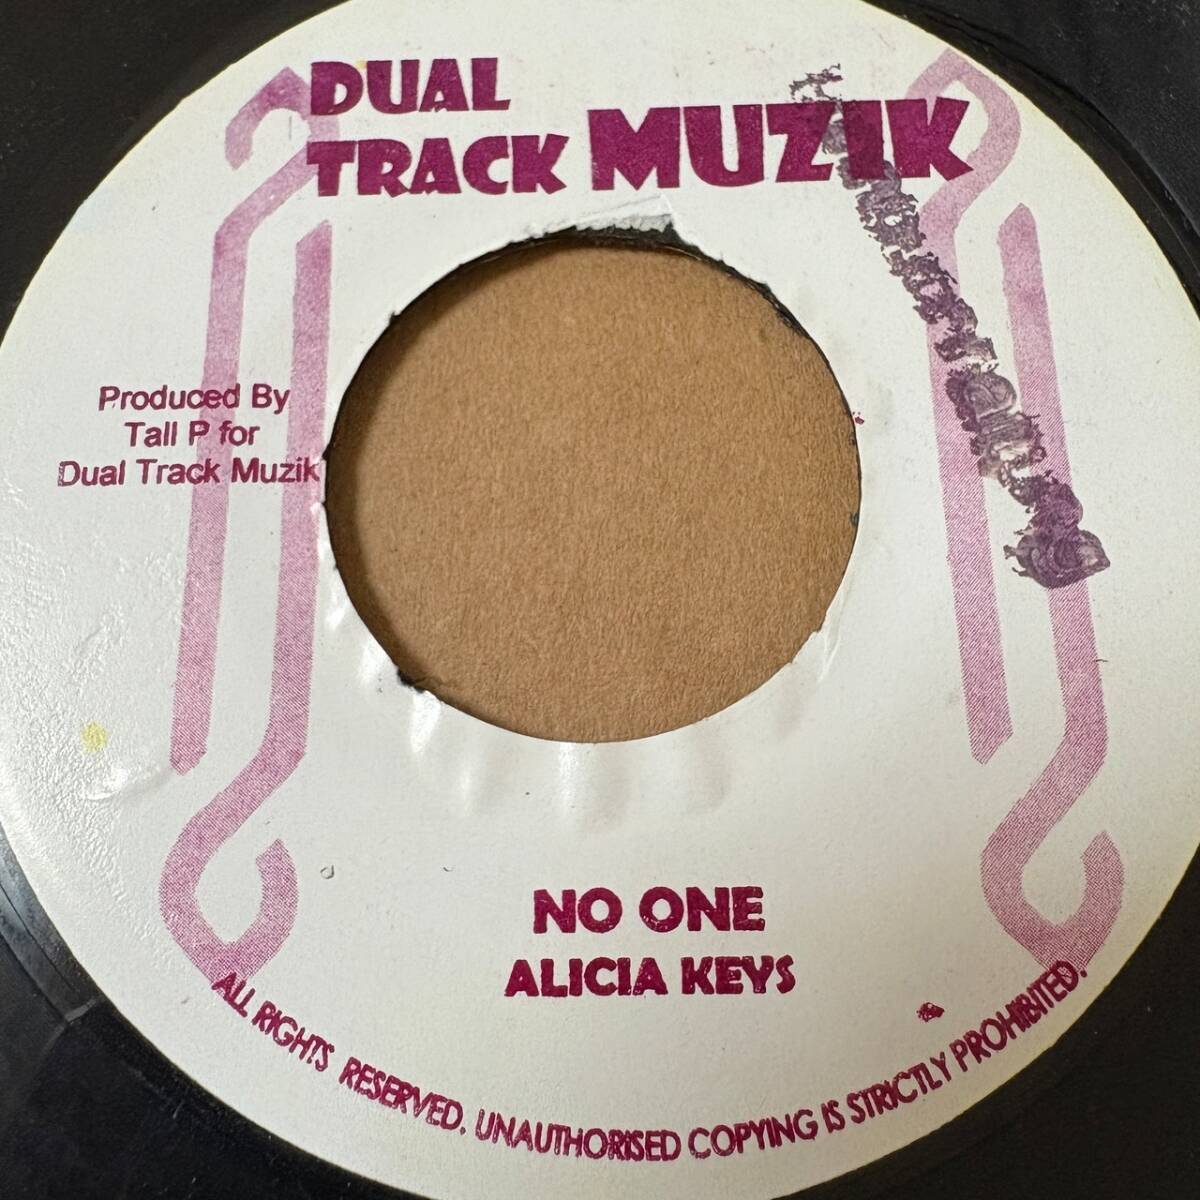 DUAL
TRACK MUZIK
Produced By
Tall P for
Dual Track Muzik
NO ONE
ALICIA KEYS
ALL RIGHTS RESERVED. UNAUTHORISED COPYING IS STRICTLY PROHIBITED.